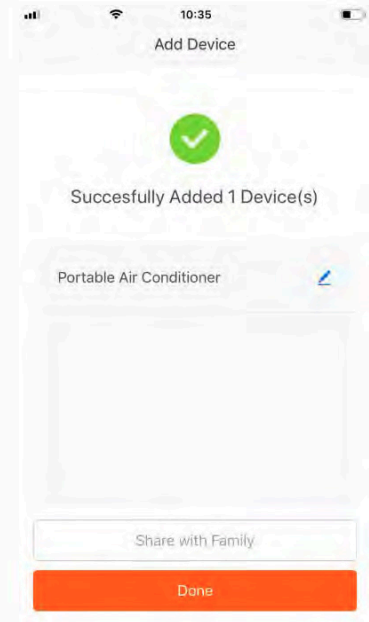 10:35
Add Device
Succesfully Added 1 Device(s)
Portable Air Conditioner
Share with Family
Done